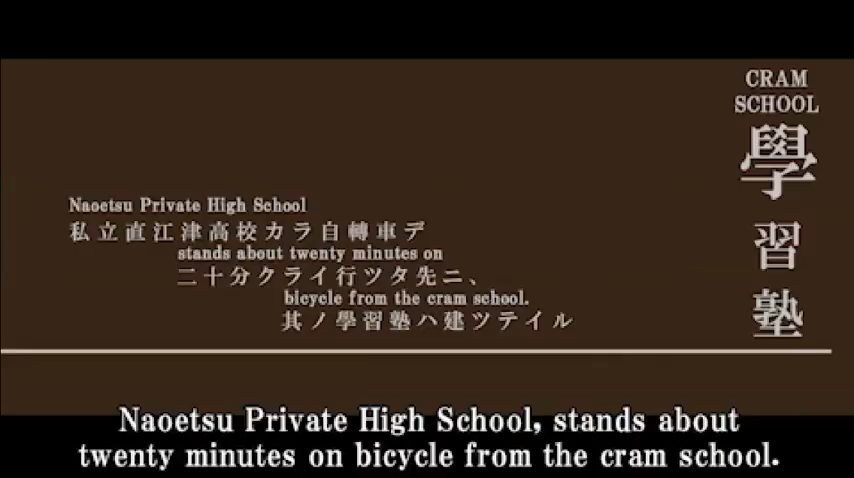 CRAM
SCHOOL
學習塾
Naoetsu Private High School
私立直江津高校カラ自轉車デ
stands about twenty minutes on
二十分クライ行ツタ先ニ、
bicycle from the cram school.
其ノ學習塾ハ建ツテイル
Naoetsu Private High School, stands about
twenty minutes on bicycle from the cram school.